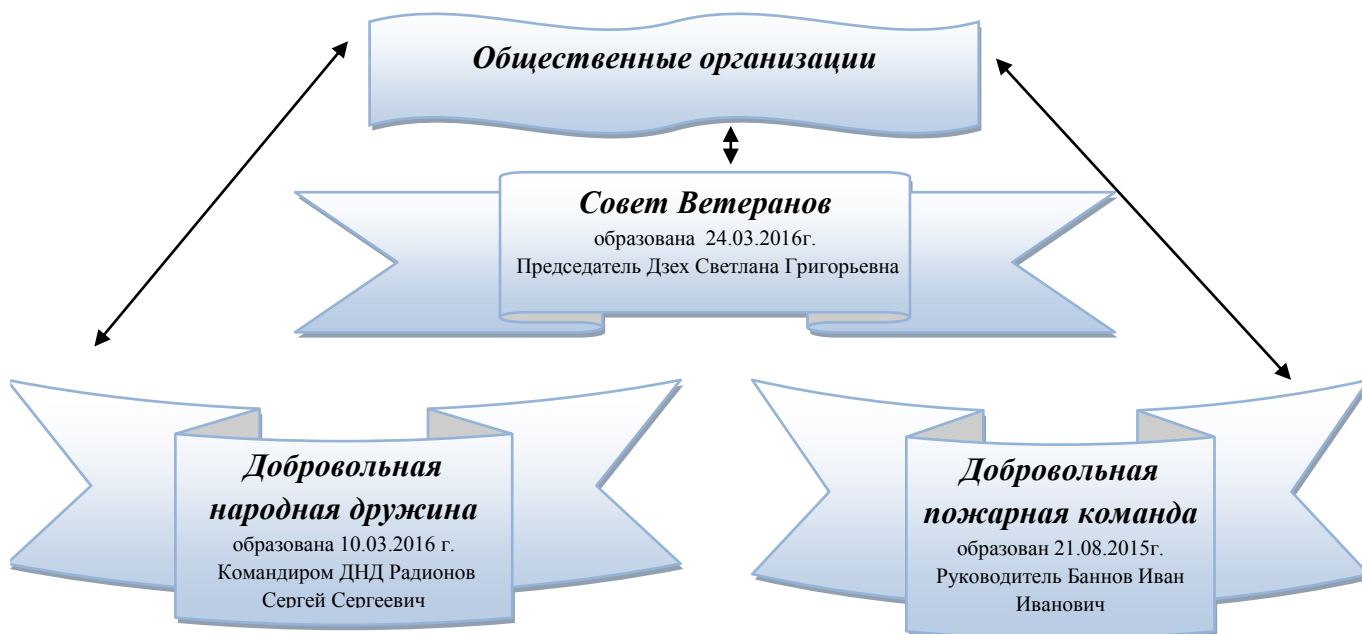 Общественные организации
Совет Ветеранов
образована 24.03.2016г.
Председатель Дзех Светлана Григорьевна
Добровольная
народная дружина
образована 10.03.2016 г.
Командиром ДНД Радионов
Сергей Сергеевич
Добровольная
пожарная команда
образован 21.08.2015г.
Руководитель Баннов Иван
Иванович